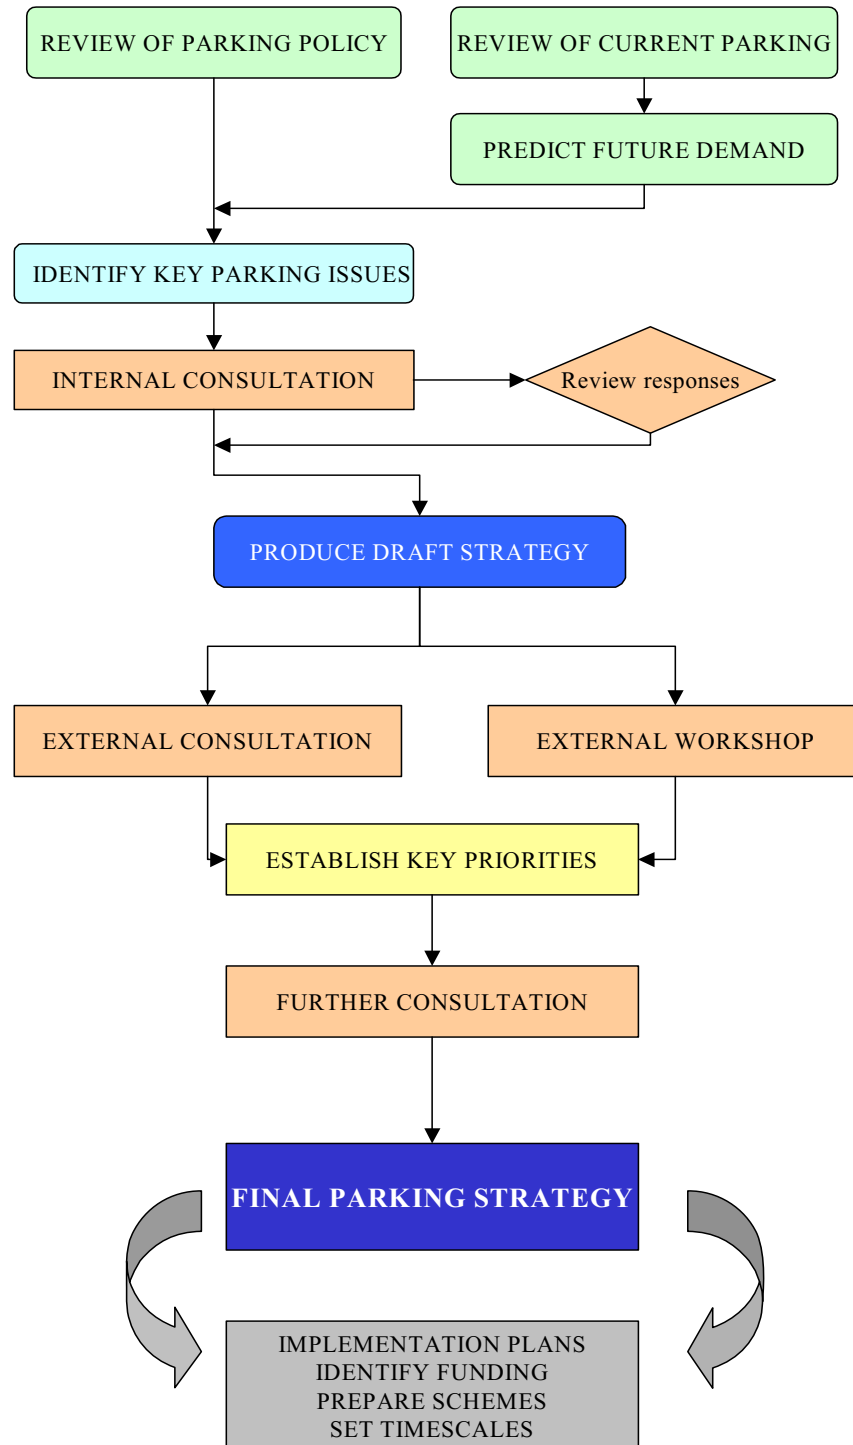 REVIEW OF PARKING POLICY
REVIEW OF CURRENT PARKING
PREDICT FUTURE DEMAND
IDENTIFY KEY PARKING ISSUES
INTERNAL CONSULTATION
Review responses
PRODUCE DRAFT STRATEGY
EXTERNAL CONSULTATION
EXTERNAL WORKSHOP
ESTABLISH KEY PRIORITIES
FURTHER CONSULTATION
FINAL PARKING STRATEGY
IMPLEMENTATION PLANS
IDENTIFY FUNDING
PREPARE SCHEMES
SET TIMESCALES